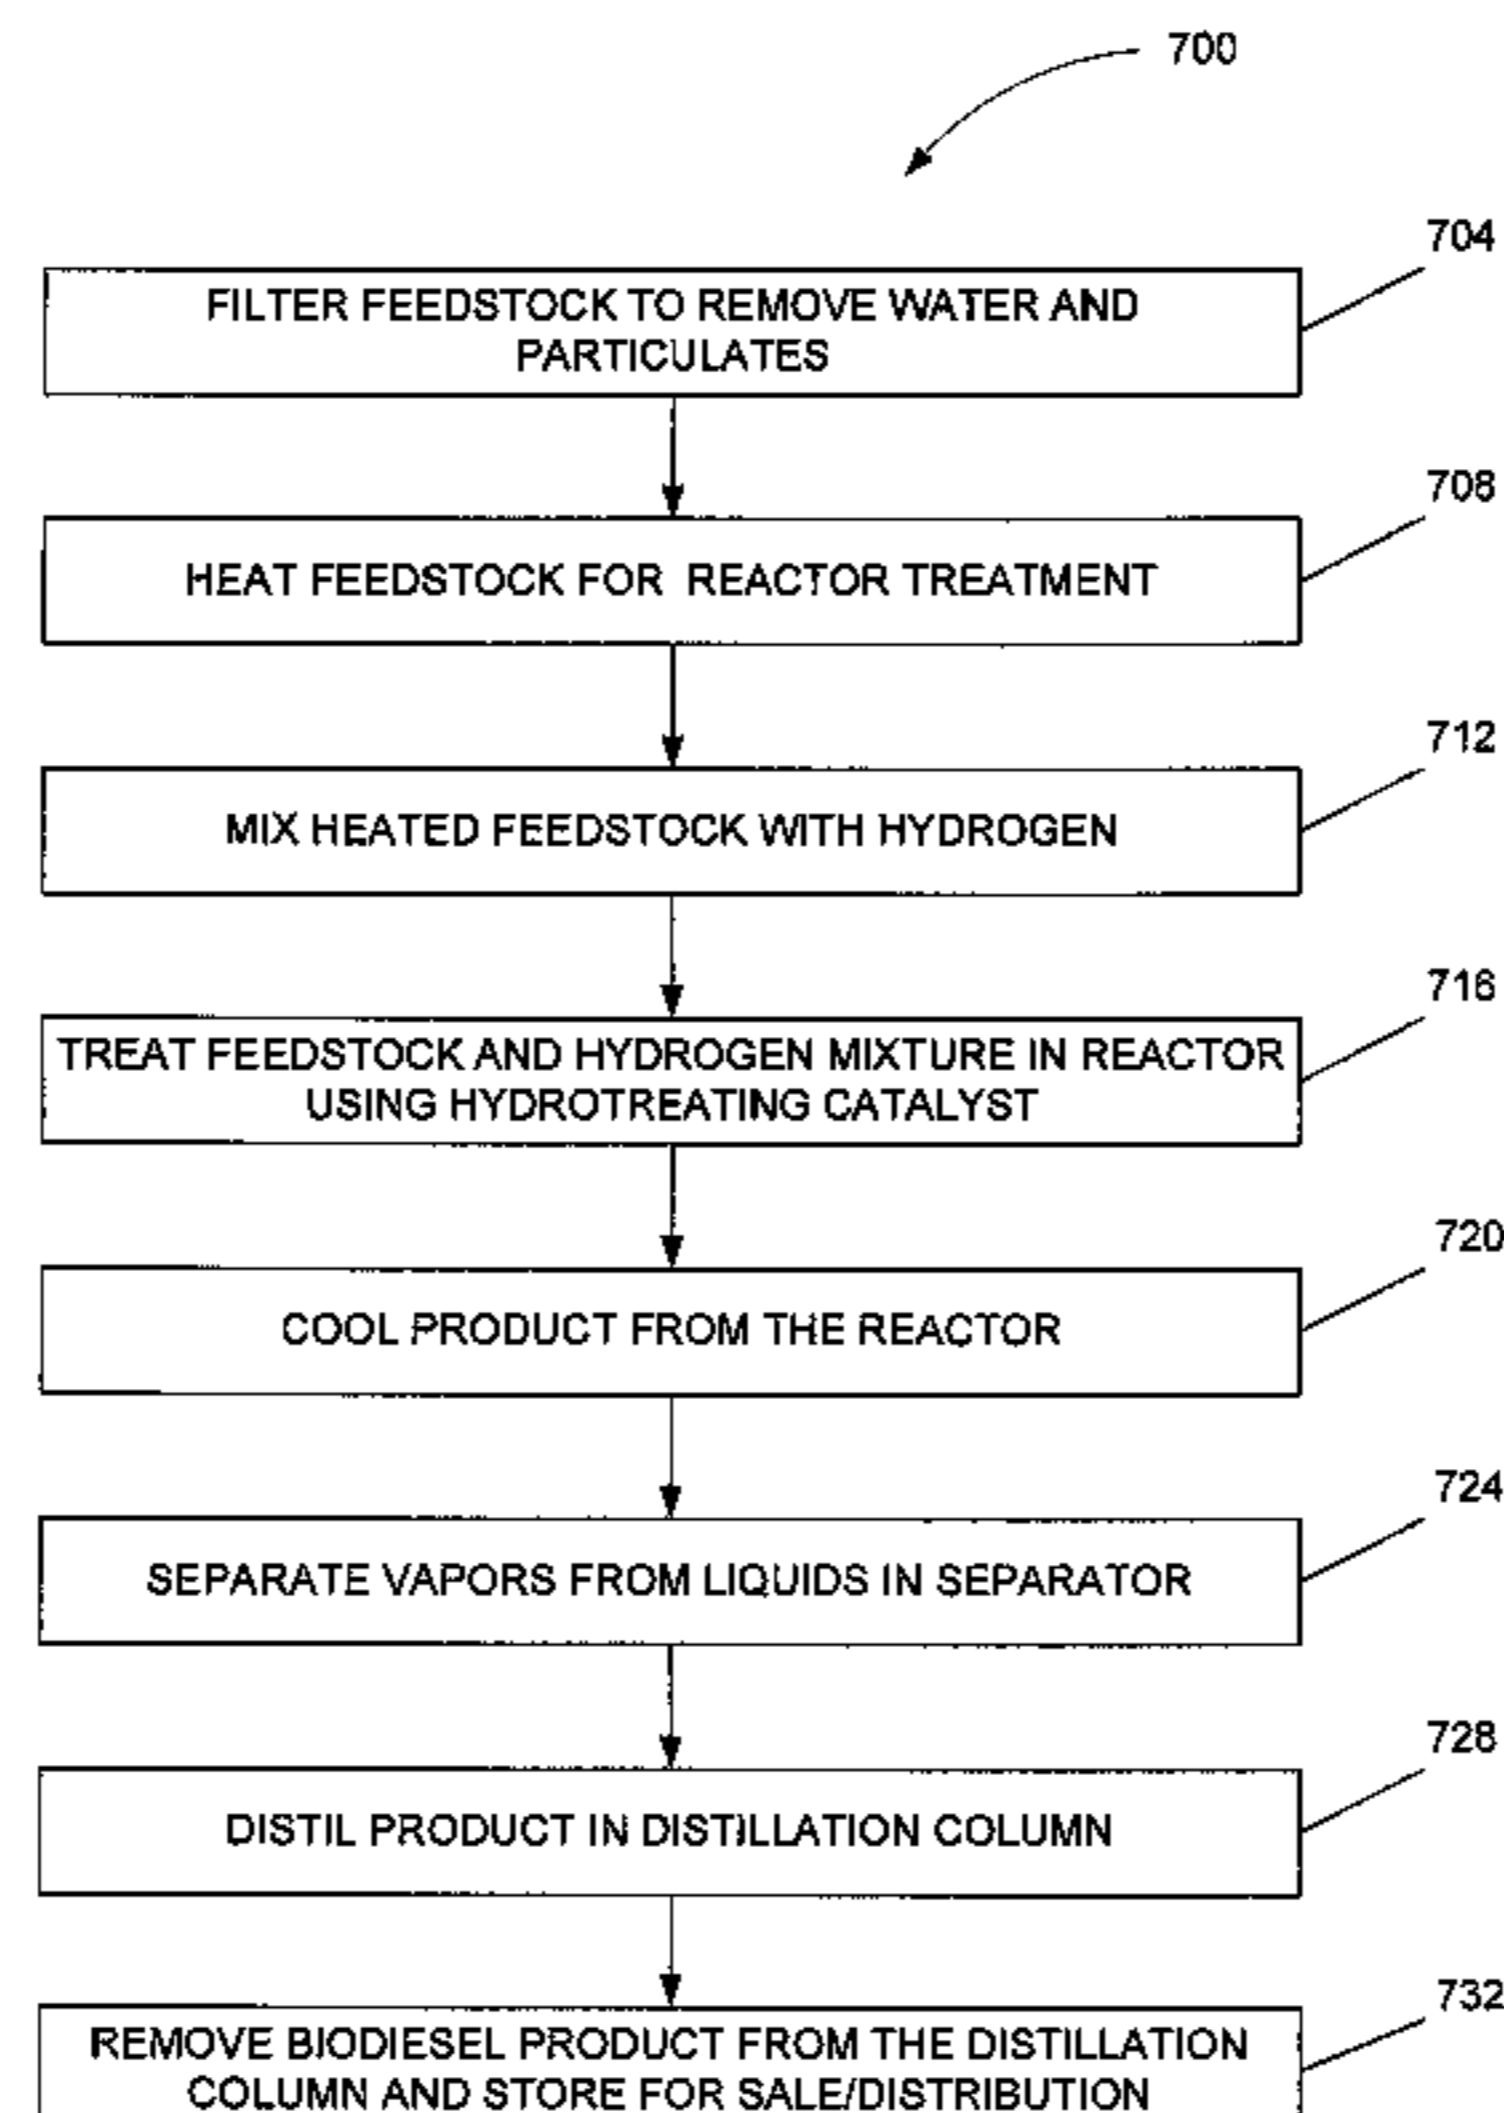 700
704
FILTER FEEDSTOCK TO REMOVE WATER AND
PARTICULATES
708
HEAT FEEDSTOCK FOR REACTOR TREATMENT
712
MIX HEATED FEEDSTOCK WITH HYDROGEN
716
TREAT FEEDSTOCK AND HYDROGEN MIXTURE IN REACTOR
USING HYDROTREATING CATALYST
720
COOL PRODUCT FROM THE REACTOR
724
SEPARATE VAPORS FROM LIQUIDS IN SEPARATOR
728
DISTIL PRODUCT IN DISTILLATION COLUMN
732
REMOVE BIODIESEL PRODUCT FROM THE DISTILLATION
COLUMN AND STORE FOR SALE/DISTRIBUTION